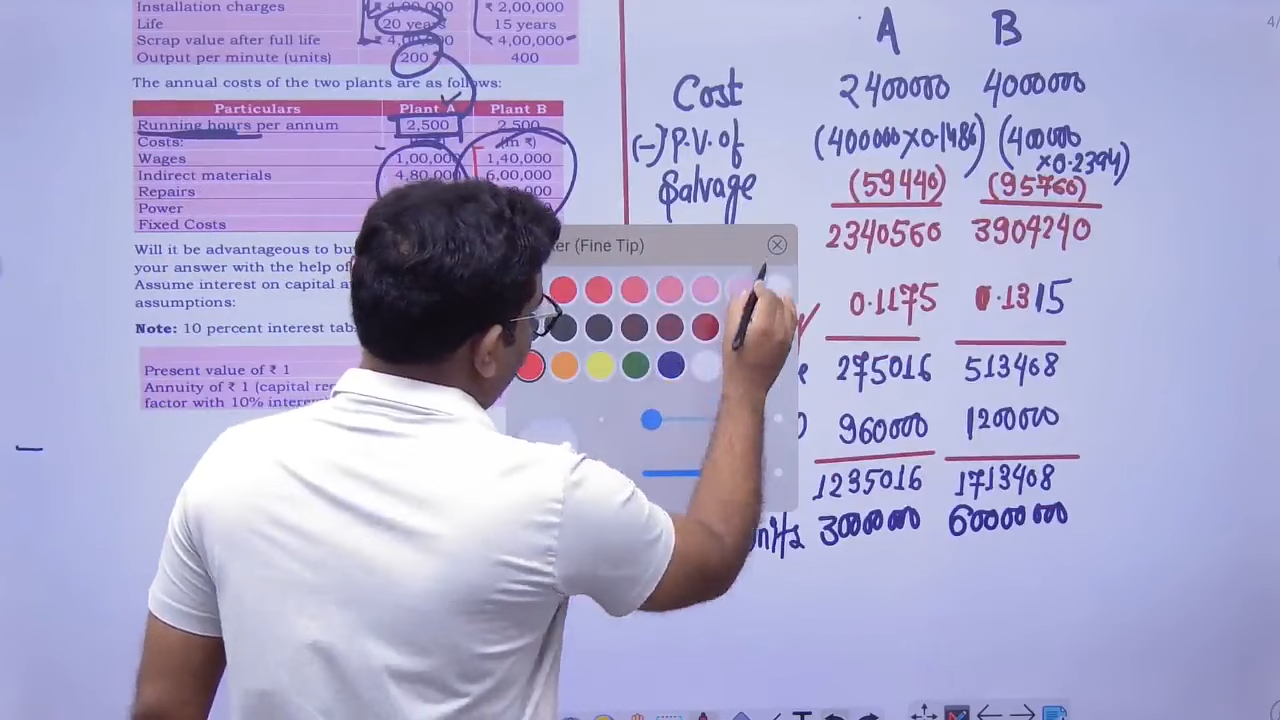 Installation charges ₹ 4,00,000 ₹ 2,00,000
Life 20 years 15 years
Scrap value after full life ₹ 4,00,000 ₹ 4,00,000
Output per minute (units) 200 400
The annual costs of the two plants are as follows:
Particulars Plant A Plant B
Running hours per annum 2,500 2,500
Costs: (in ₹)
Wages 1,00,000 1,40,000
Indirect materials 4,80,000 6,00,000
Repairs
Power
Fixed Costs
Will it be advantageous to
your answer with the help of
Assume interest on capital
assumptions:
Note: 10 percent interest
Present value of ₹ 1
Annuity of ₹ 1 (capital
factor with 10%
A B
Cost 2400000 4000000
(-) P.V. of (400000×0.1486) (400000
×0.2394)
Salvage (59440) (95760)
2340560 3904240
0.1175 0.1315
275016 513468
960000 1200000
1235016 1713408
3000000 60000000
(Fine Tip)